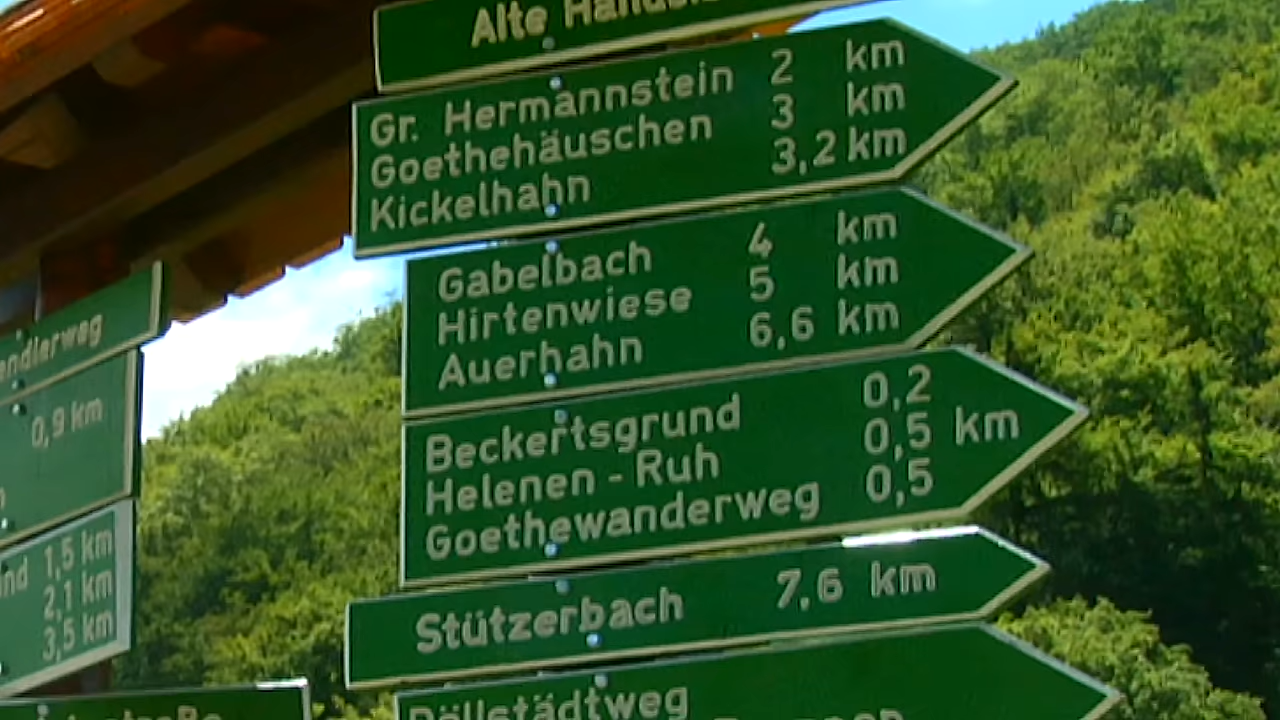 Alte
Gr. Hermannstein 2 km
Goethehäuschen 3 km
Kickelhahn 3,2 km
Gabelbach 4 km
Hirtenwiese 5 km
Auerhahn 6,6 km
Beckertsgrund 0,2
Helenen - Ruh 0,5 km
Goethewanderweg 0,5
Stützerbach 7,6 km
Döllstädtweg
0,9 km
1,5 km
2,1 km
3,5 km